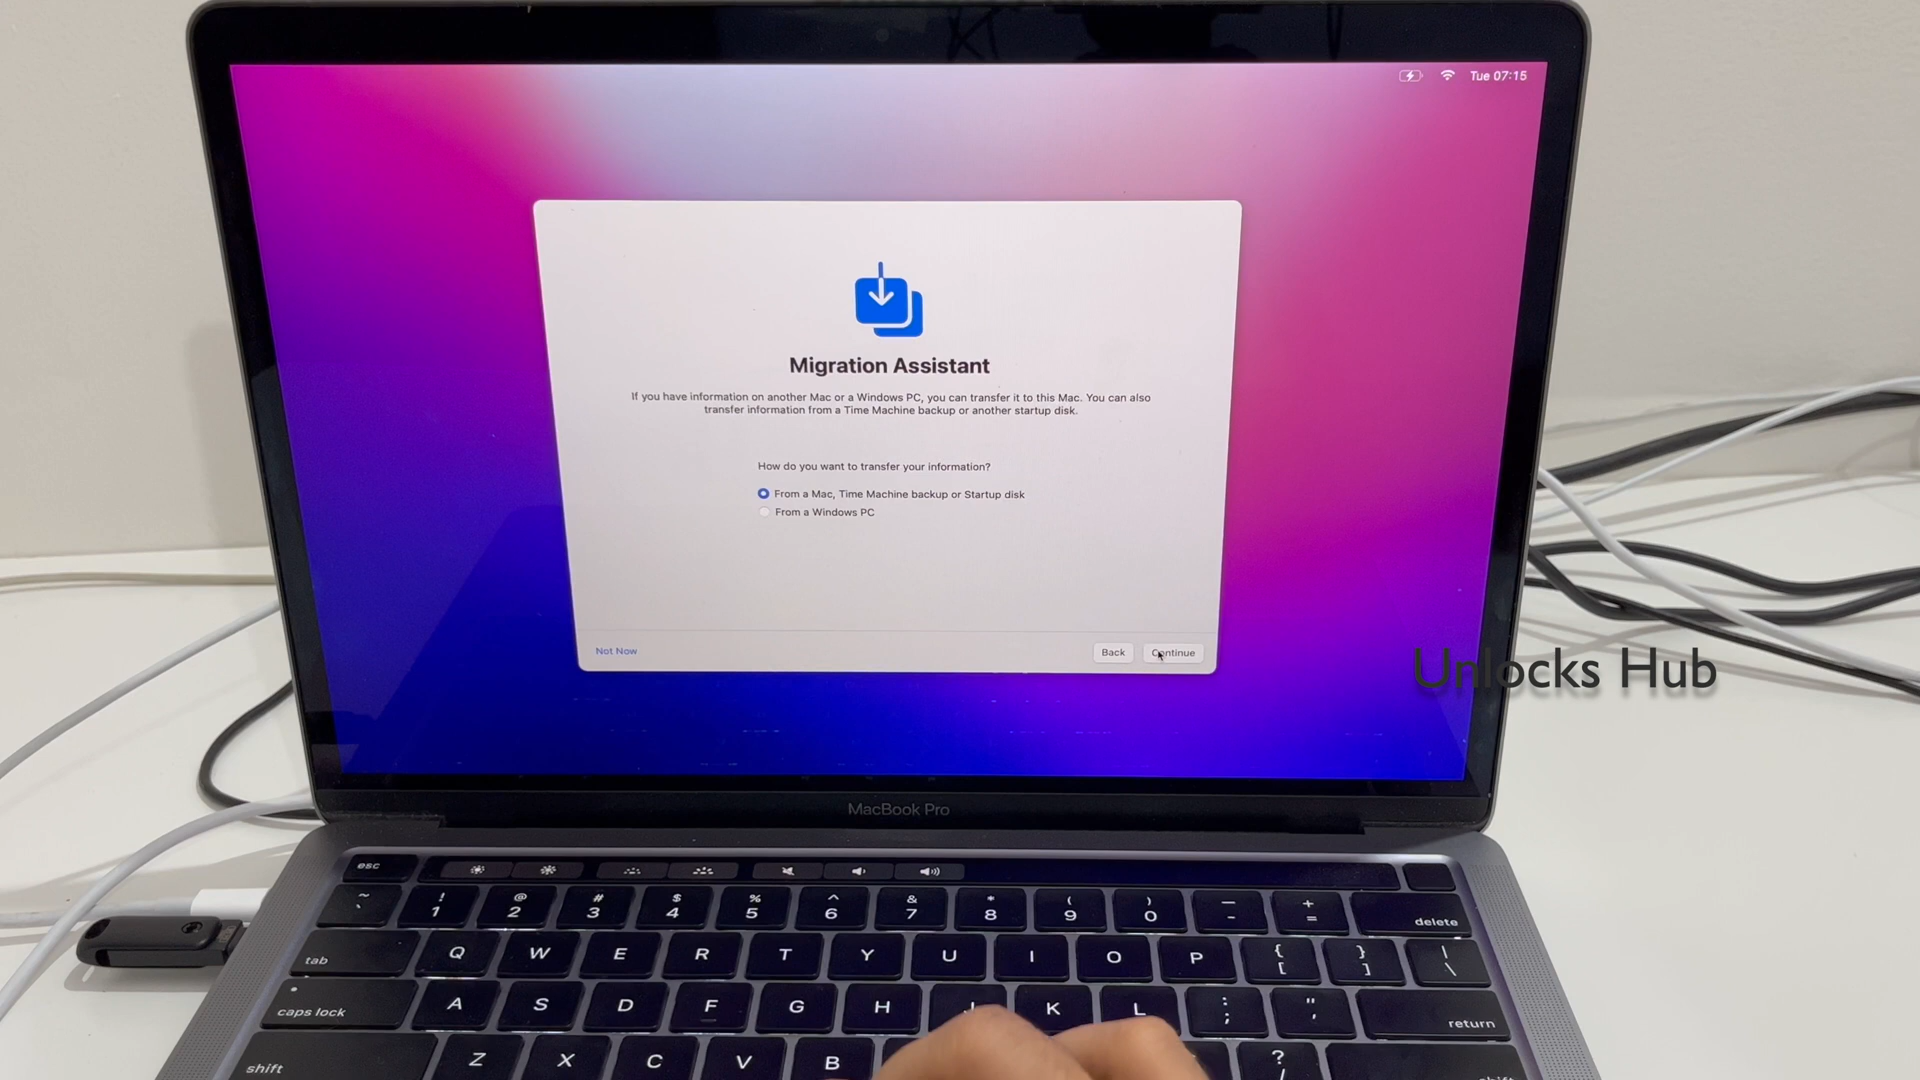 Tue 07:15
Migration Assistant
If you have information on another Mac or a Windows PC, you can transfer it to this Mac. You can also
transfer information from a Time Machine backup or another startup disk.
How do you want to transfer your information?
From a Mac, Time Machine backup or Startup disk
From a Windows PC
Not Now
Back
Continue
Unlocks Hub
MacBook Pro
esc
~ ! @ # $ % ^ & * ( ) _ +
` 1 2 3 4 5 6 7 8 9 0 - = delete
tab Q W E R T Y U I O P { [ } ] | \
caps lock A S D F G H J K L : ; " ' return
shift Z X C V B ? / shift